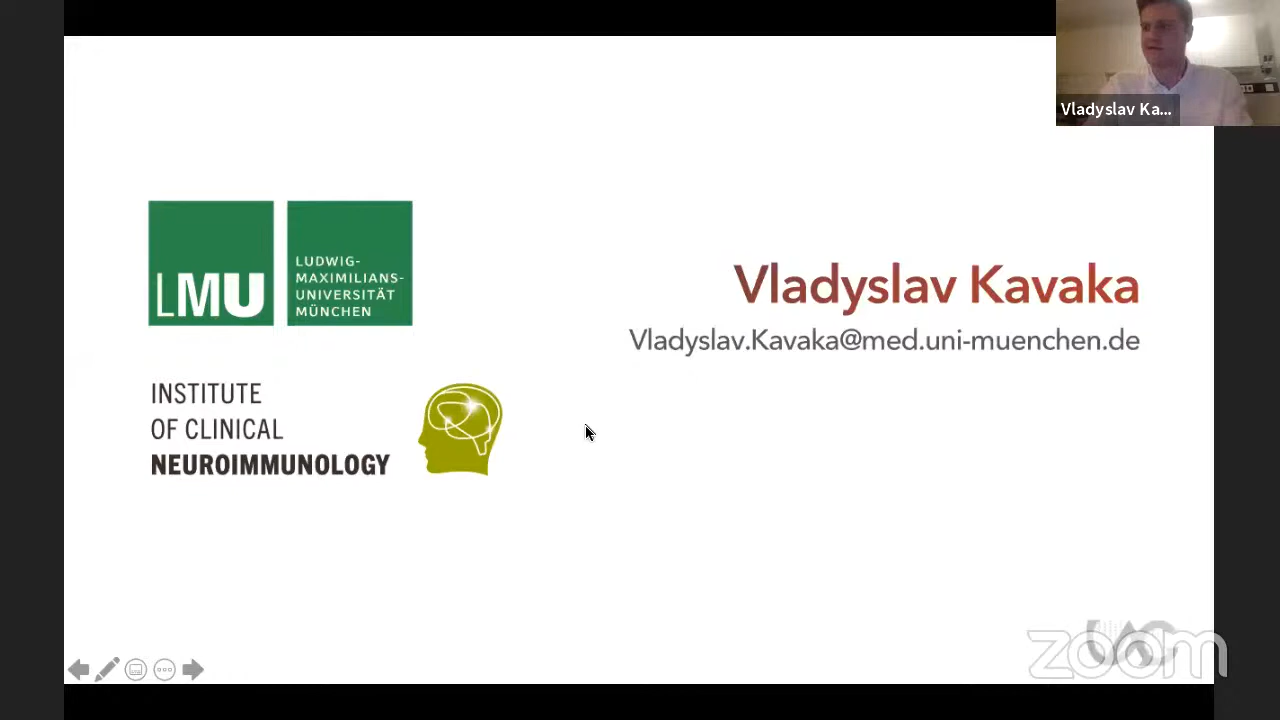 Vladyslav Ka...
LMU
LUDWIG-
MAXIMILIANS-
UNIVERSITÄT
MÜNCHEN
Vladyslav Kavaka
Vladyslav.Kavaka@med.uni-muenchen.de
INSTITUTE
OF CLINICAL
NEUROIMMUNOLOGY
zoom